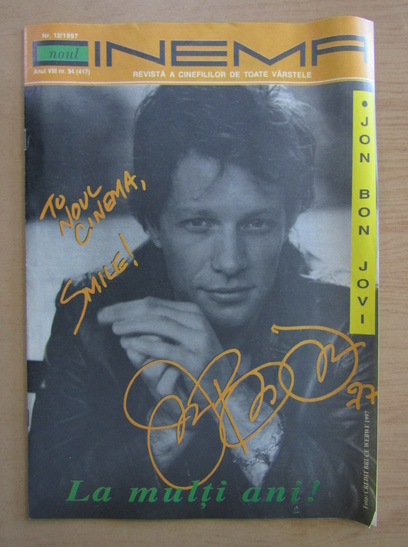 Nr. 12/1997
noul
CINEMA
Anul VIII nr. 94 (417)
REVISTĂ A CINEFILILOR DE TOATE VÂRSTELE
• JON BON JOVI
TO
NOUL
CINEMA,
SMILE!
97
La mulți ani!